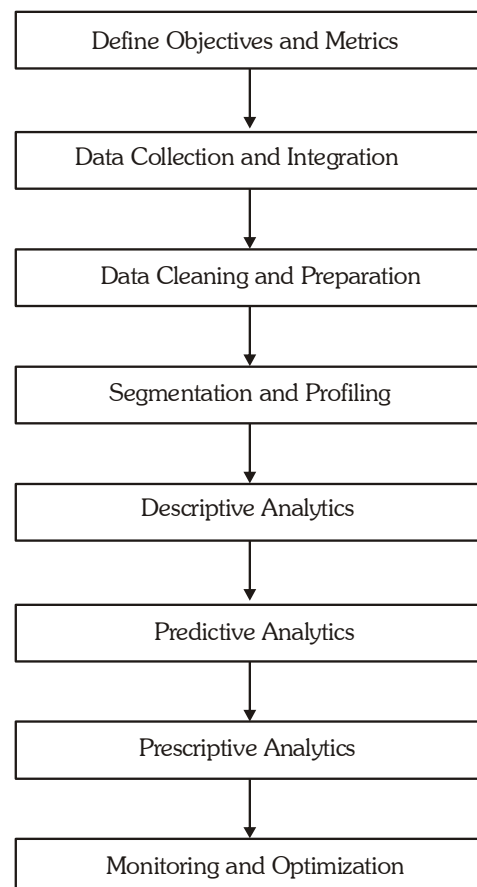 Define Objectives and Metrics
Data Collection and Integration
Data Cleaning and Preparation
Segmentation and Profiling
Descriptive Analytics
Predictive Analytics
Prescriptive Analytics
Monitoring and Optimization